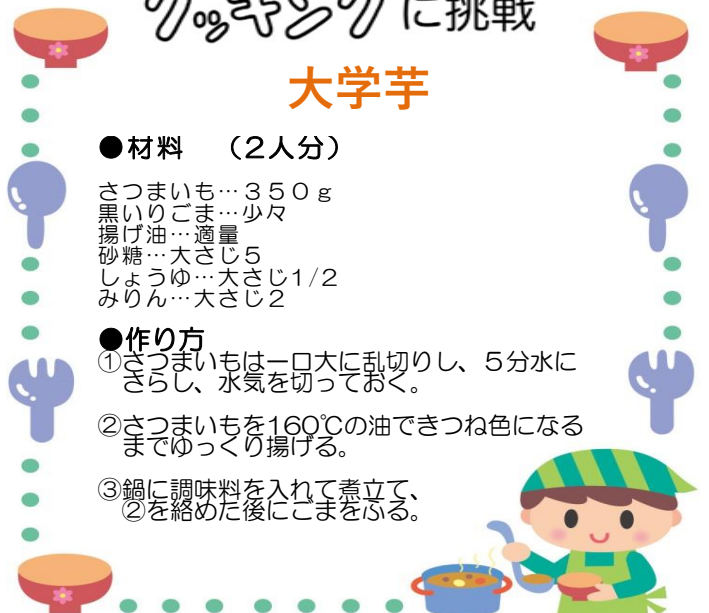 クッキングに挑戦
大学芋
●材料　（2人分）
さつまいも…３５０ｇ
黒いりごま…少々
揚げ油…適量
砂糖…大さじ５
しょうゆ…大さじ1/2
みりん…大さじ２
●作り方
①さつまいもは一口大に乱切りし、５分水に
さらし、水気を切っておく。
②さつまいもを160℃の油できつね色になる
までゆっくり揚げる。
③鍋に調味料を入れて煮立て、
②を絡めた後にごまをふる。